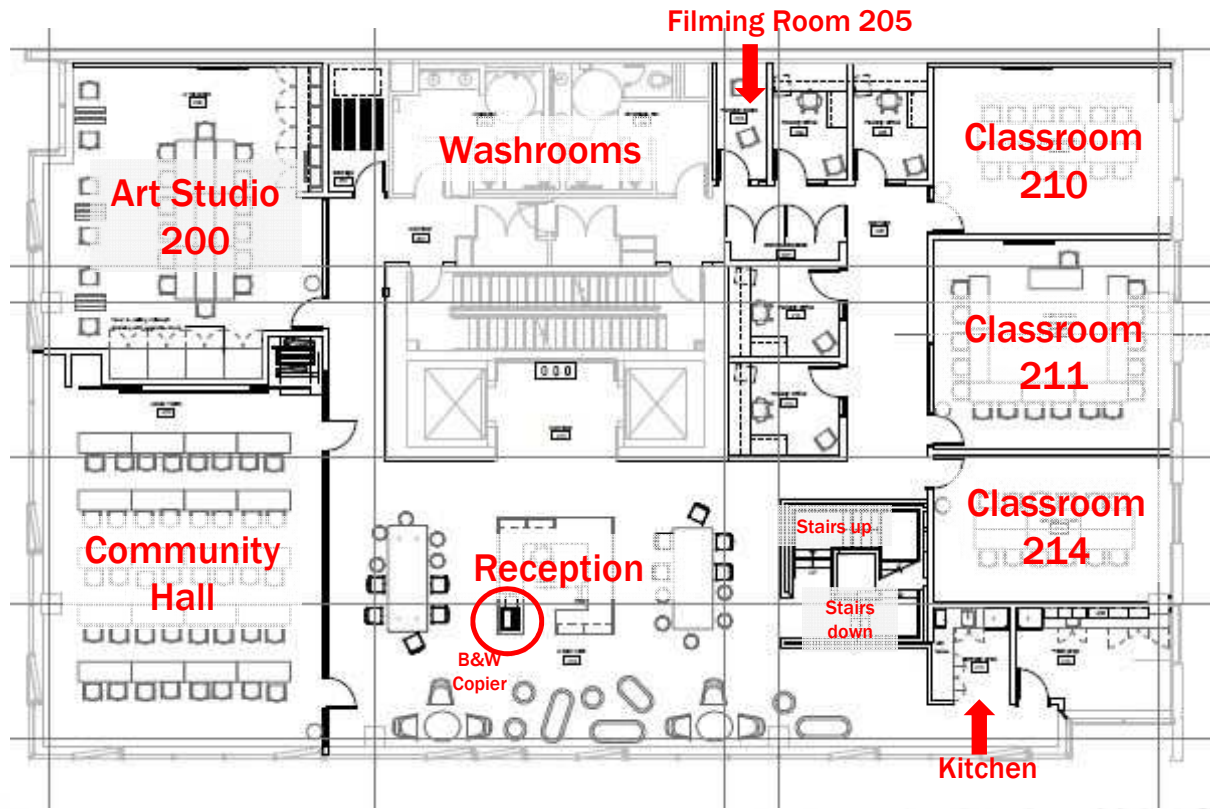 Filming Room 205
Washrooms
Classroom
210
Art Studio
200
Classroom
211
Community
Hall
Reception
B&W
Copier
Stairs up
Stairs
down
Classroom
214
Kitchen